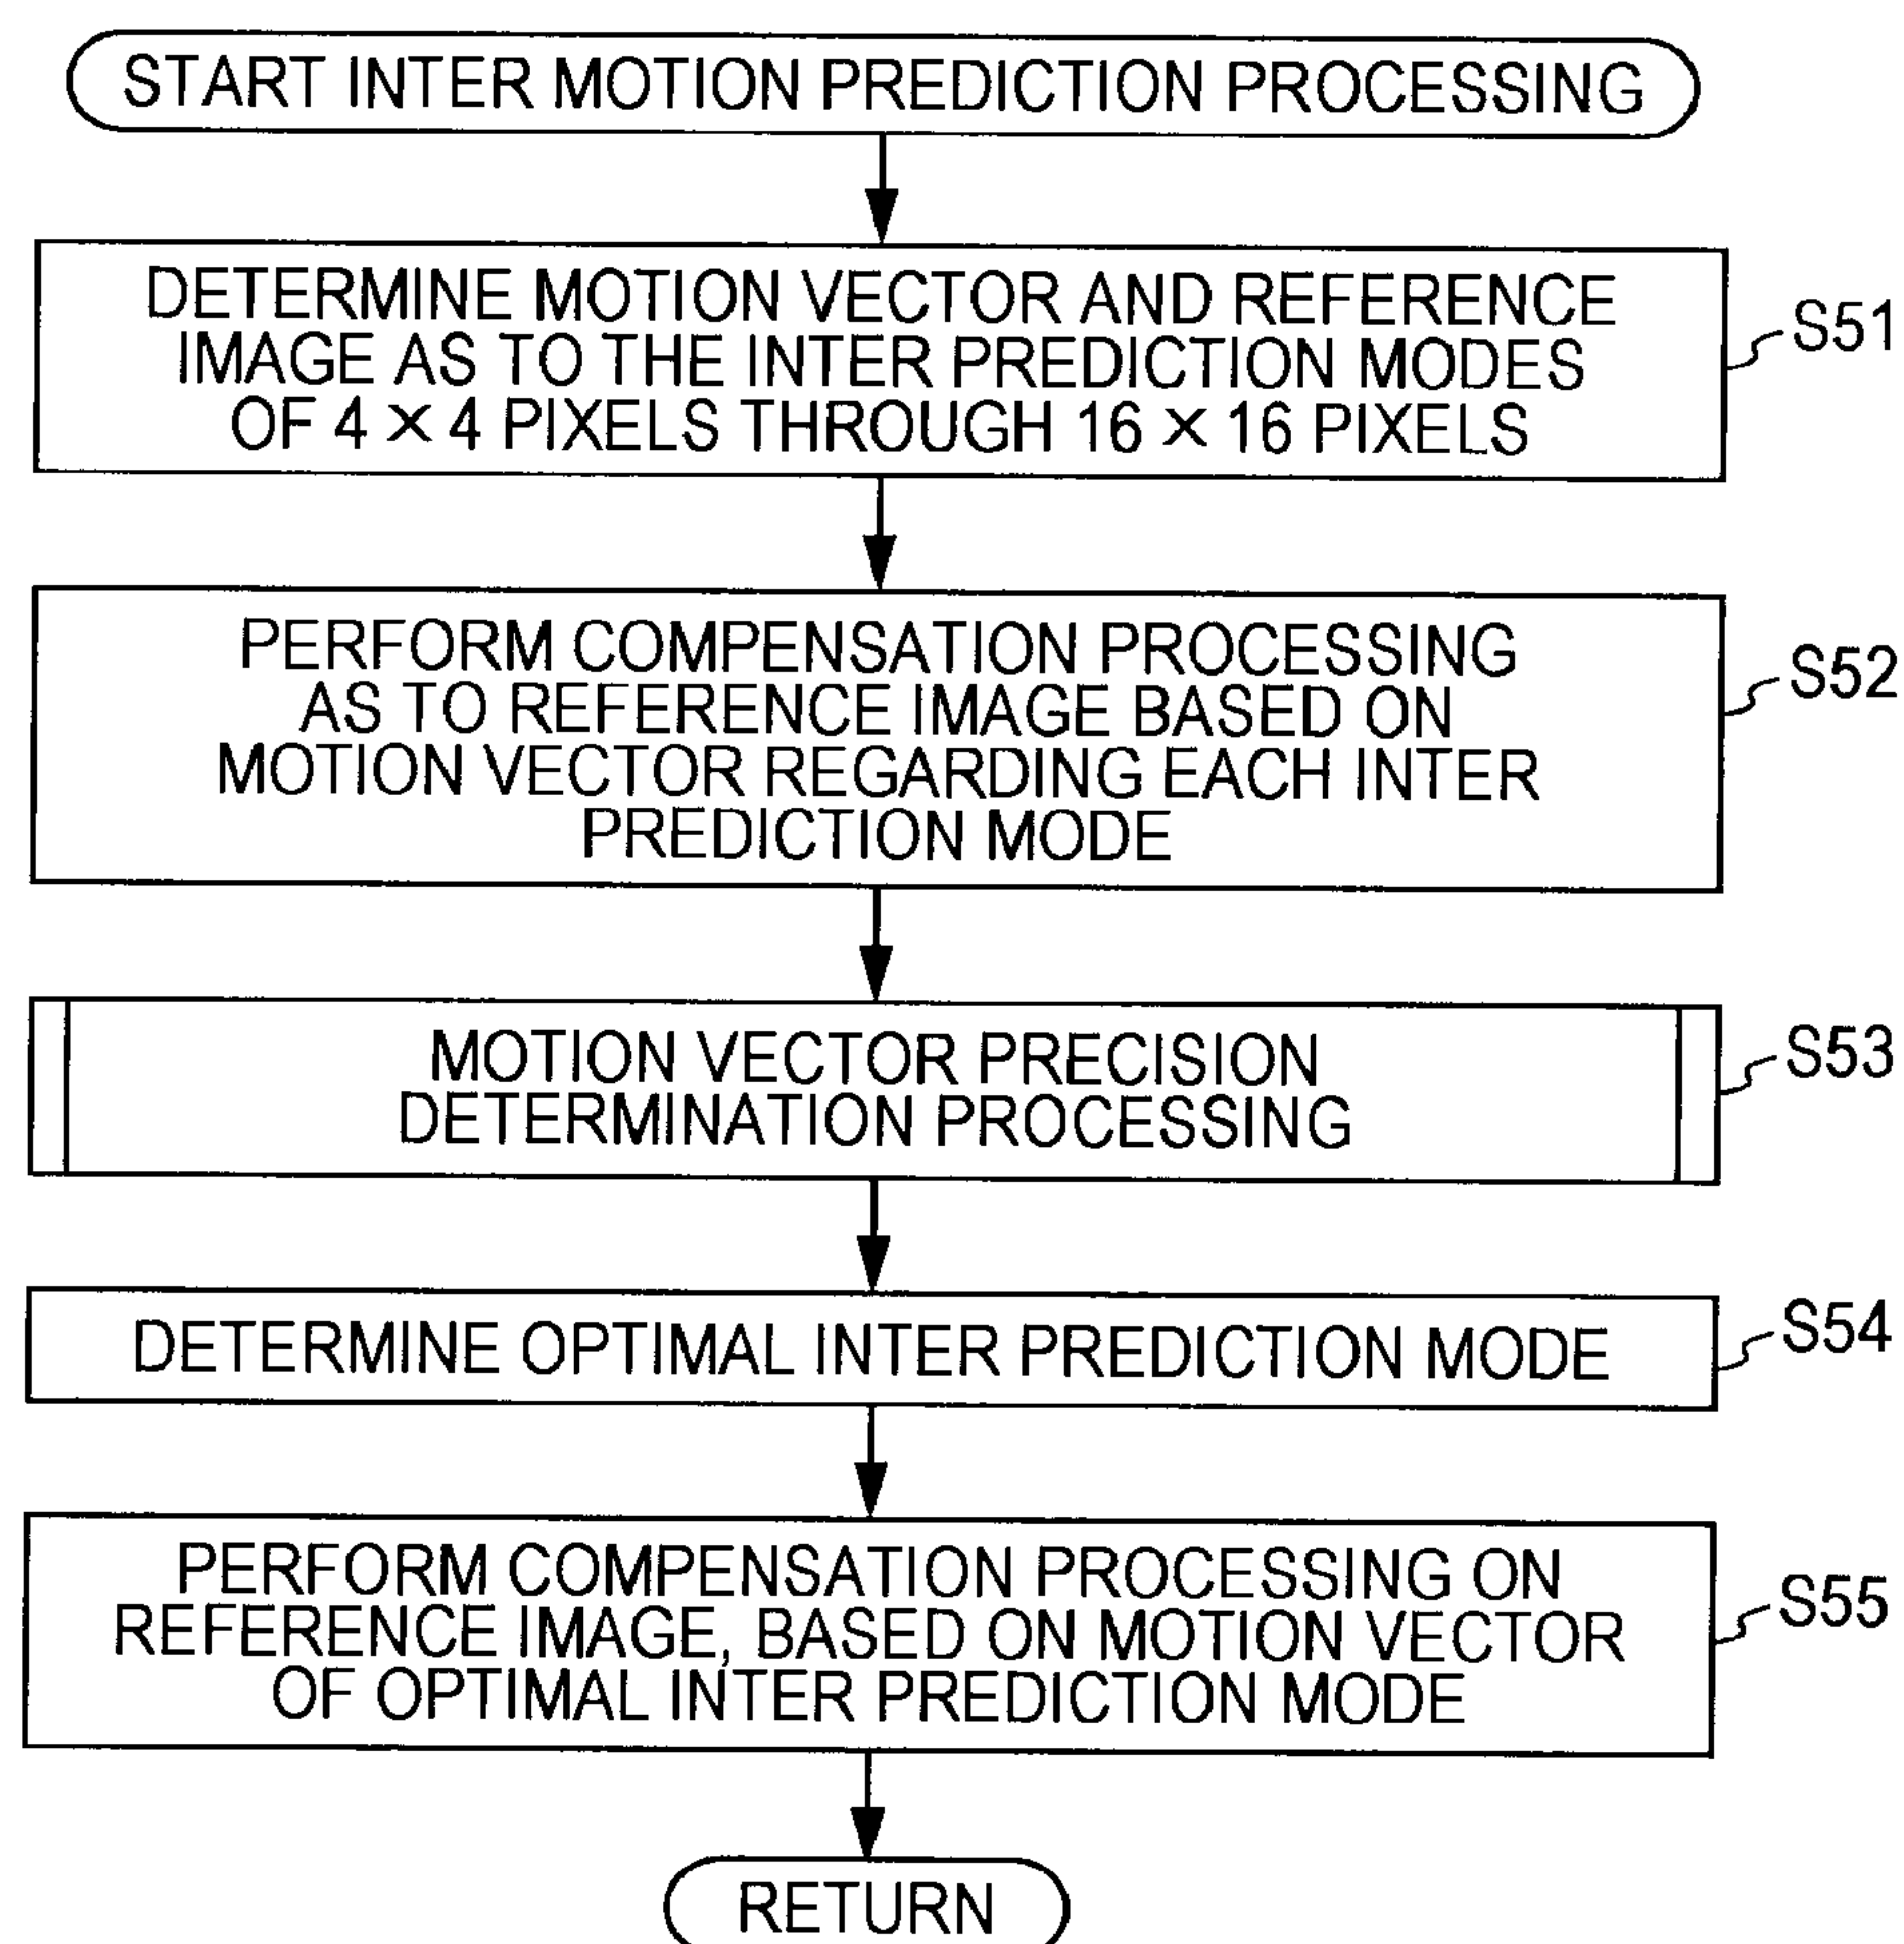 START INTER MOTION PREDICTION PROCESSING
DETERMINE MOTION VECTOR AND REFERENCE
IMAGE AS TO THE INTER PREDICTION MODES
OF 4 × 4 PIXELS THROUGH 16 × 16 PIXELS
S51
PERFORM COMPENSATION PROCESSING
AS TO REFERENCE IMAGE BASED ON
MOTION VECTOR REGARDING EACH INTER
PREDICTION MODE
S52
MOTION VECTOR PRECISION
DETERMINATION PROCESSING
S53
DETERMINE OPTIMAL INTER PREDICTION MODE
S54
PERFORM COMPENSATION PROCESSING ON
REFERENCE IMAGE, BASED ON MOTION VECTOR
OF OPTIMAL INTER PREDICTION MODE
S55
RETURN